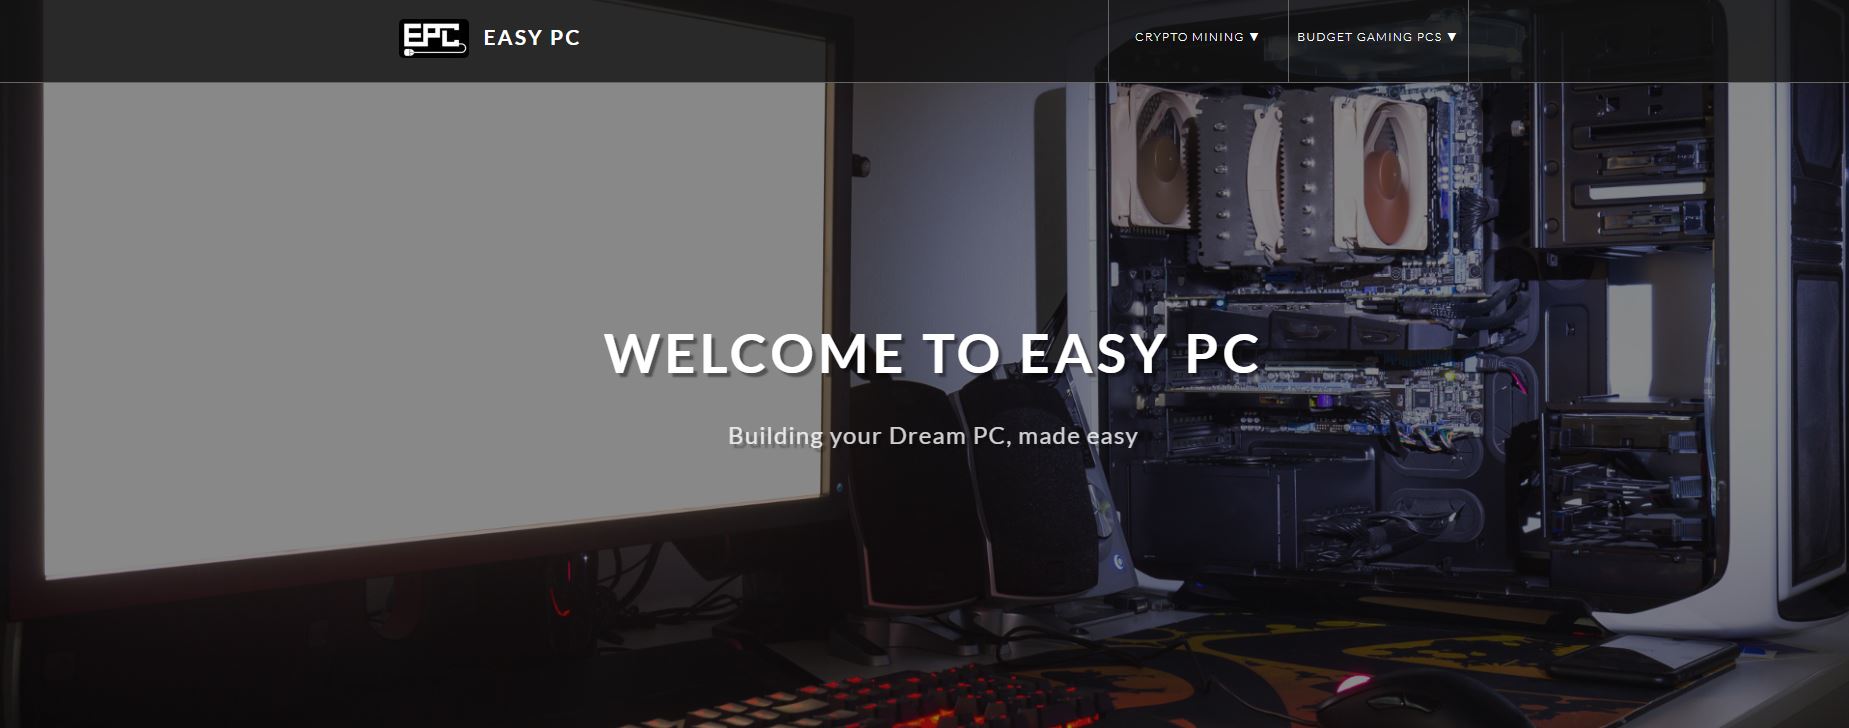 EPC
EASY PC
CRYPTO MINING ▼
BUDGET GAMING PCS ▼
WELCOME TO EASY PC
Building your Dream PC, made easy